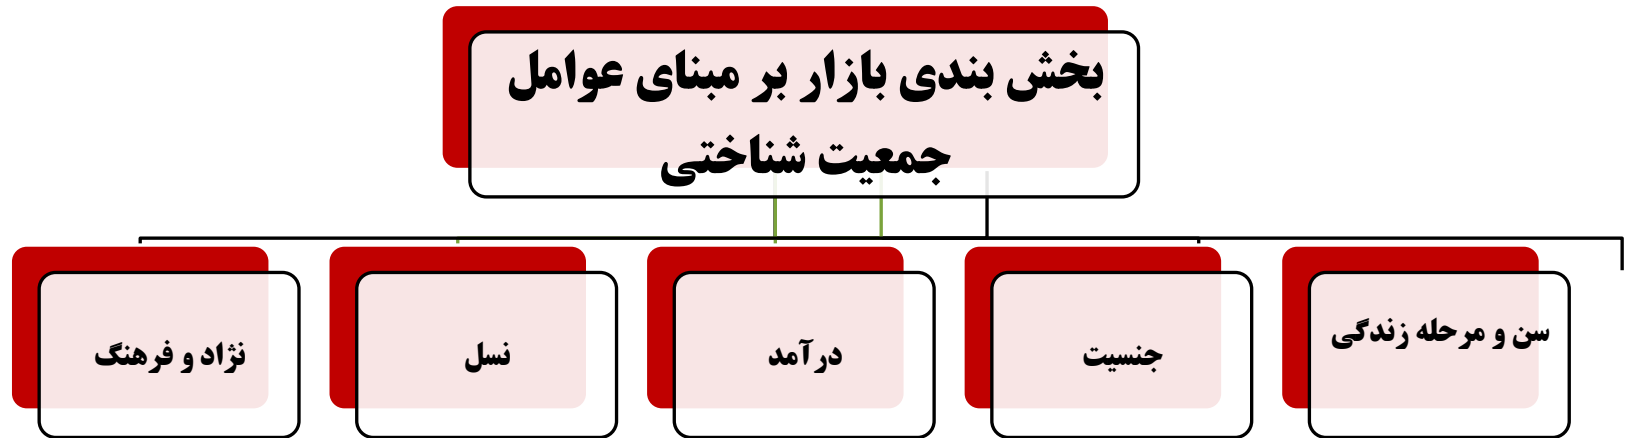 بخش بندی بازار بر مبنای عوامل
جمعیت شناختی
سن و مرحله زندگی
جنسیت
درآمد
نسل
نژاد و فرهنگ